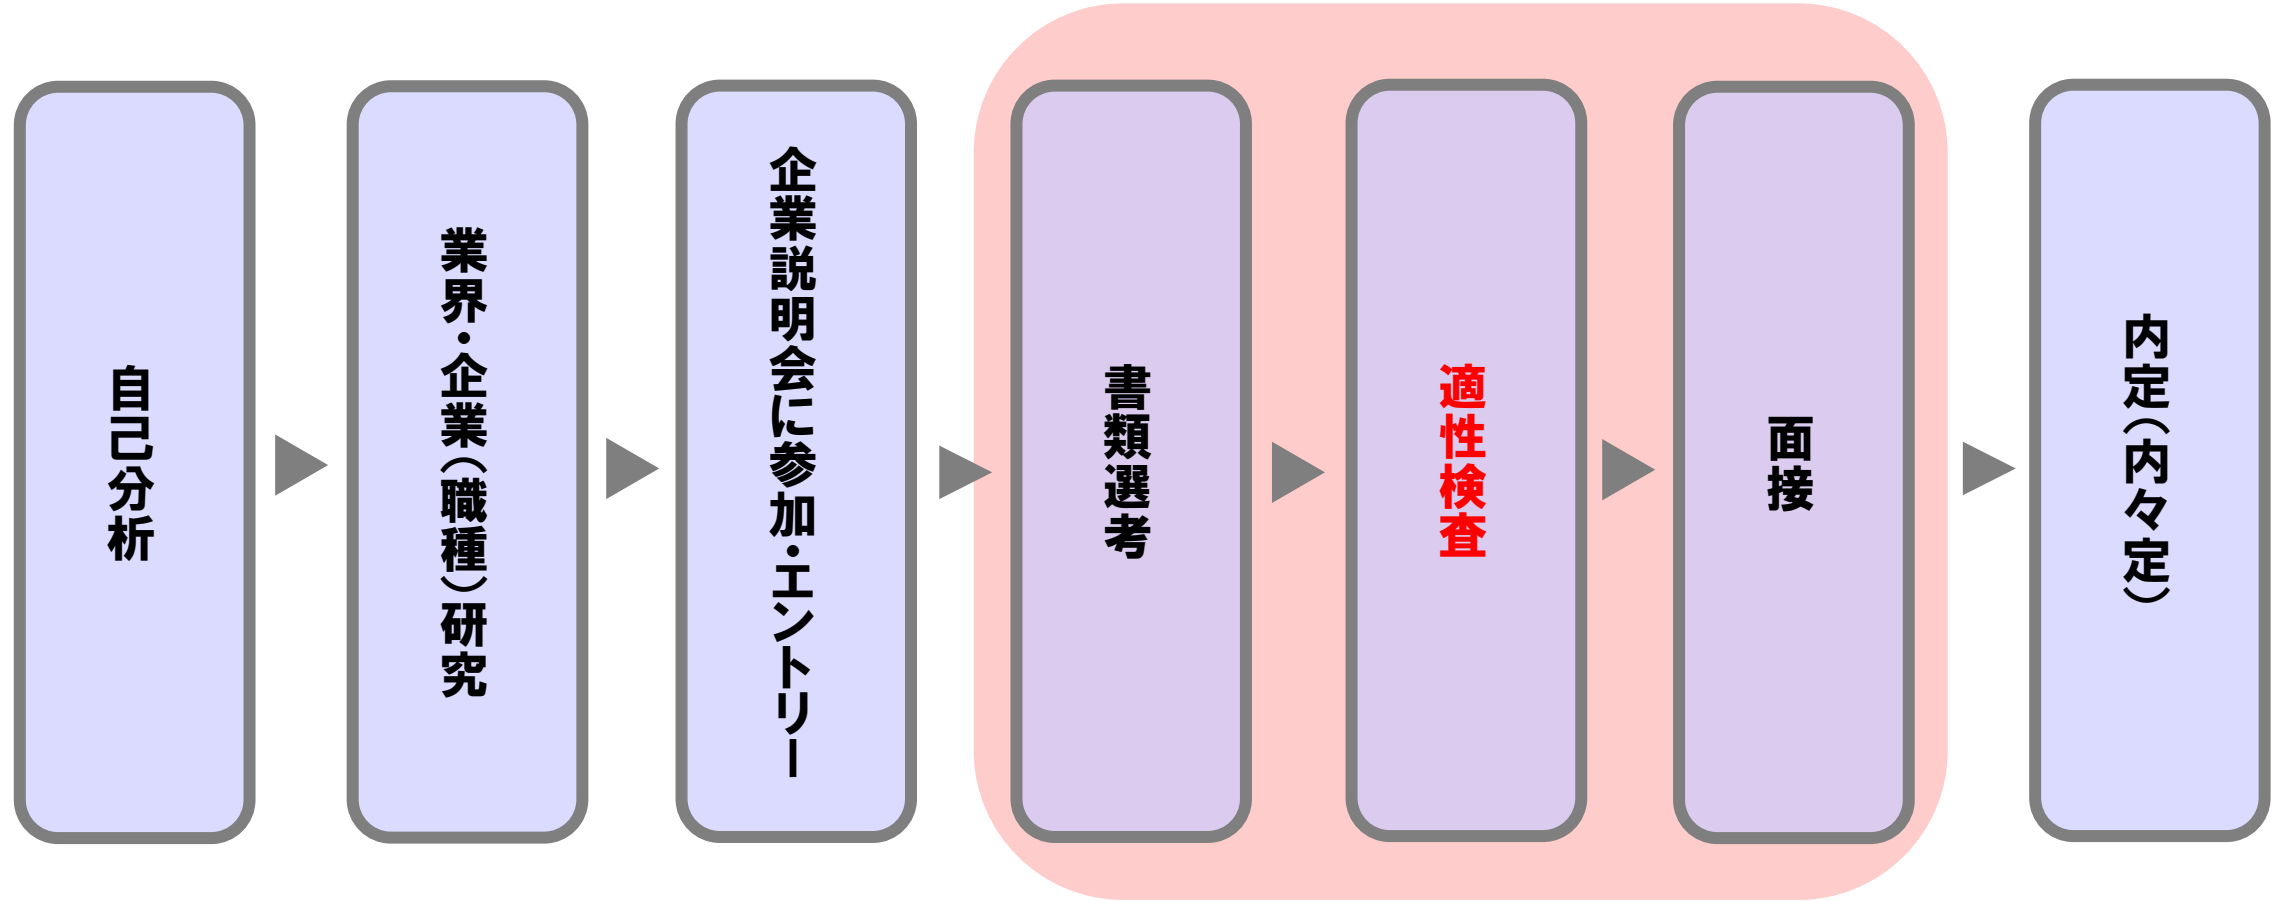 自己分析
業界・企業(職種)研究
企業説明会に参加・エントリー
書類選考
適性検査
面接
内定(内々定)